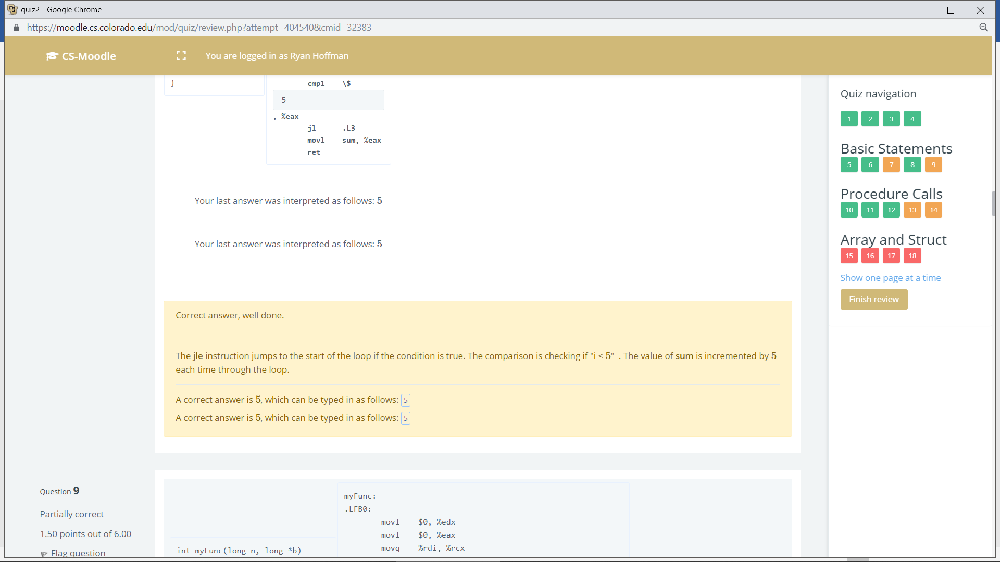 quiz2 - Google Chrome
https://moodle.cs.colorado.edu/mod/quiz/review.php?attempt=404540&cmid=32383
CS-Moodle
You are logged in as Ryan Hoffman
}
cmpl \$
5
, %eax
jl .L3
movl sum, %eax
ret
Your last answer was interpreted as follows: 5
Your last answer was interpreted as follows: 5
Correct answer, well done.
The jle instruction jumps to the start of the loop if the condition is true. The comparison is checking if "i < 5" . The value of sum is incremented by 5
each time through the loop.
A correct answer is 5, which can be typed in as follows: 5
A correct answer is 5, which can be typed in as follows: 5
Question 9
Partially correct
1.50 points out of 6.00
Flag question
int myFunc(long n, long *b)
myFunc:
.LFB0:
movl $0, %edx
movl $0, %eax
movq %rdi, %rcx
Quiz navigation
1 2 3 4
Basic Statements
5 6 7 8 9
Procedure Calls
10 11 12 13 14
Array and Struct
15 16 17 18
Show one page at a time
Finish review